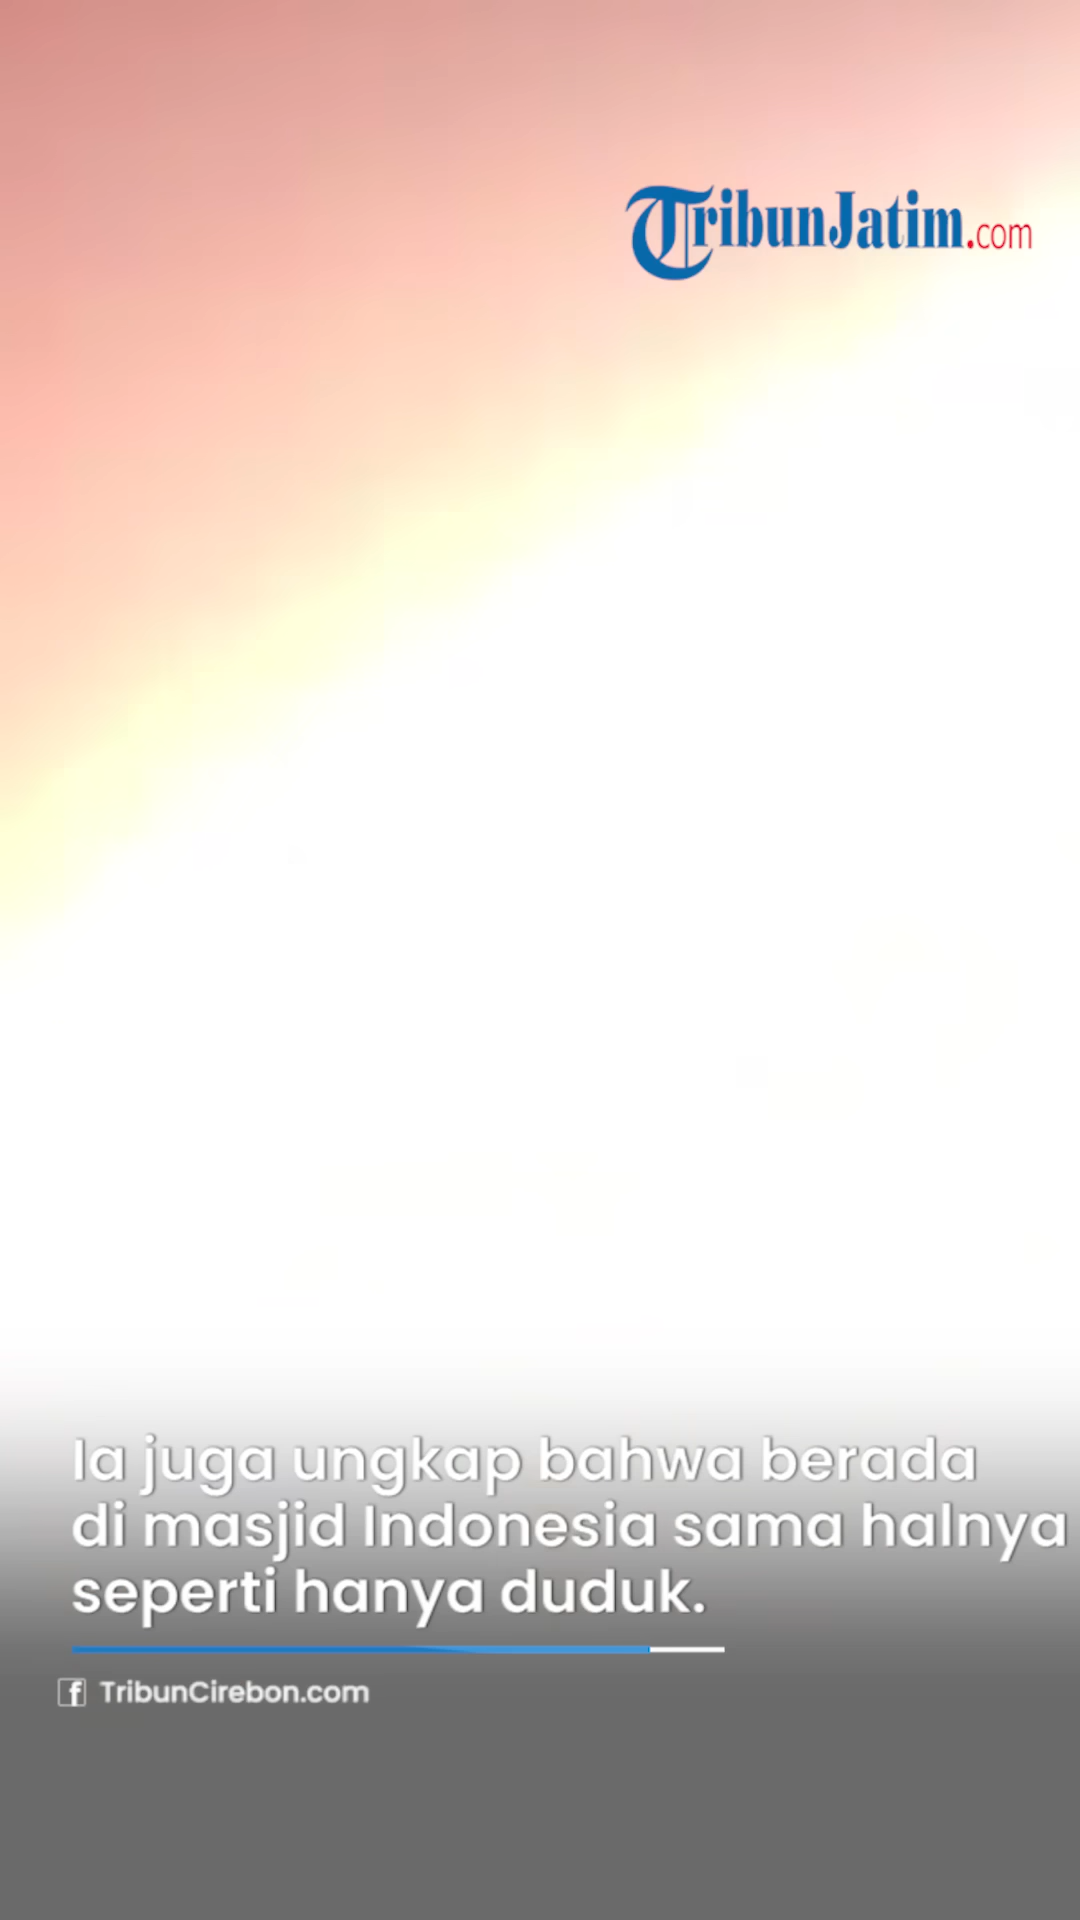 TribunJatim.com
Ia juga ungkap bahwa berada
di masjid Indonesia sama halnya
seperti hanya duduk.
TribunCirebon.com